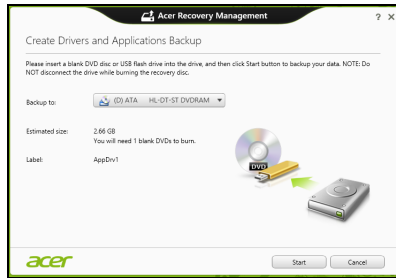 Acer Recovery Management
? X
Create Drivers and Applications Backup
Please insert a blank DVD disc or USB flash drive into the drive, and then click Start button to backup your data. NOTE: Do
NOT disconnect the drive while burning the recovery disc.
Backup to: (D) ATA HL-DT-ST DVDRAM
Estimated size: 2.66 GB
You will need 1 blank DVDs to burn.
Label: AppDrv1
DVD
acer
Start Cancel